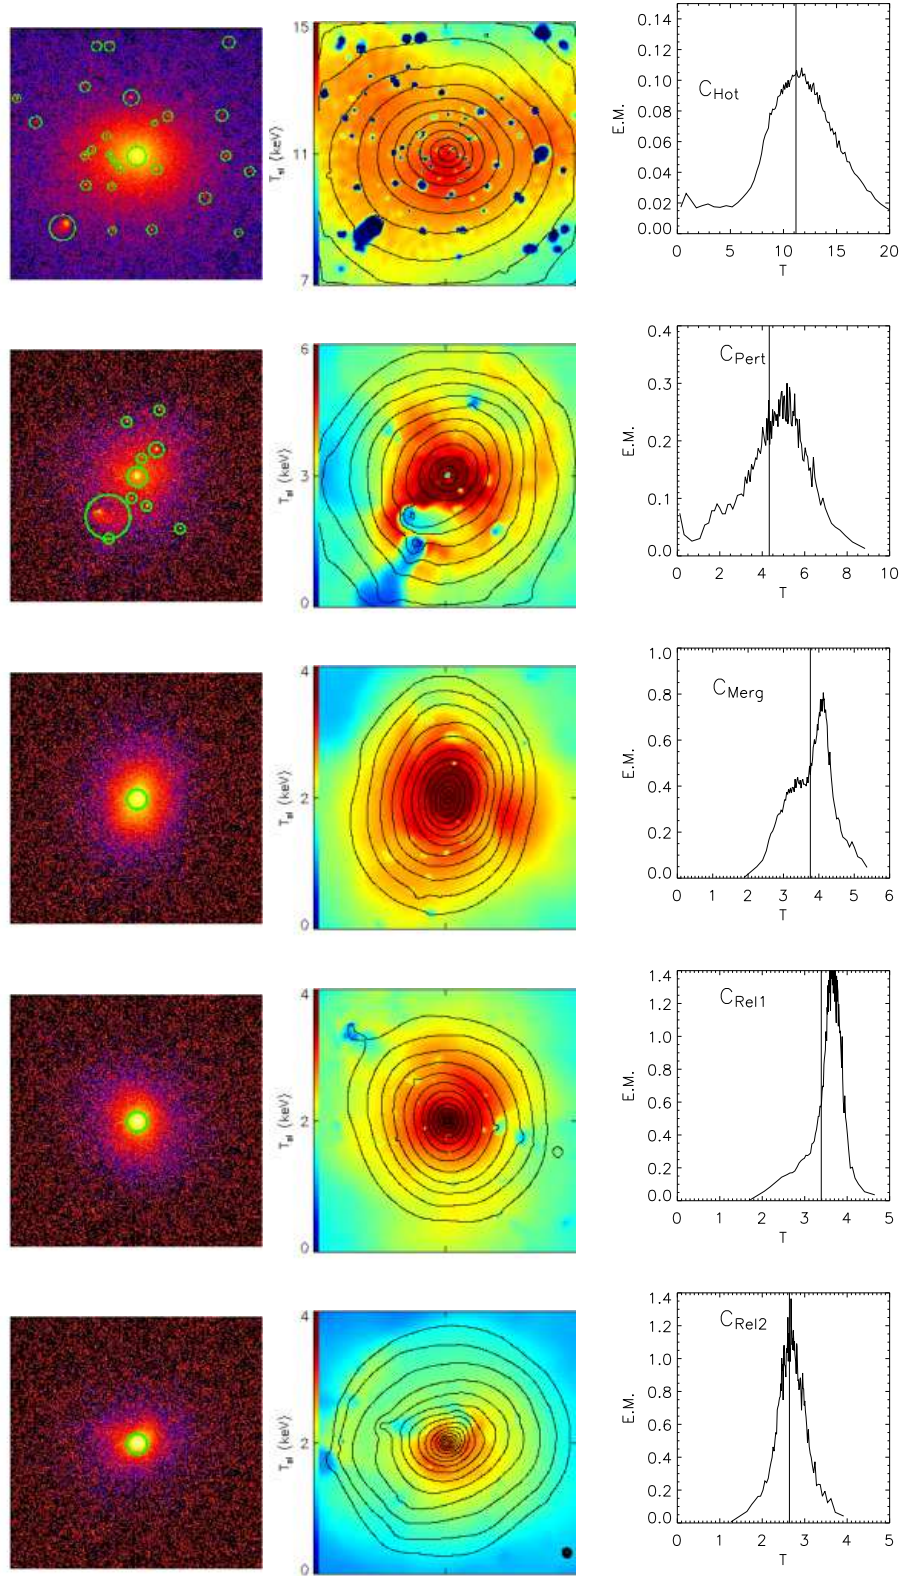 15
11
7
T_sl (keV)
0.14
0.12
0.10
0.08
0.06
0.04
0.02
0.00
E.M.
C_Hot
0 5 10 15 20
T
6
3
0
T_sl (keV)
0.4
0.3
0.2
0.1
0.0
E.M.
C_Pert
0 2 4 6 8 10
T
4
2
0
T_sl (keV)
1.0
0.8
0.6
0.4
0.2
0.0
E.M.
C_Merg
0 1 2 3 4 5 6
T
4
2
0
T_sl (keV)
1.4
1.2
1.0
0.8
0.6
0.4
0.2
0.0
E.M.
C_Rel1
0 1 2 3 4 5
T
4
2
0
T_sl (keV)
1.4
1.2
1.0
0.8
0.6
0.4
0.2
0.0
E.M.
C_Rel2
0 1 2 3 4 5
T